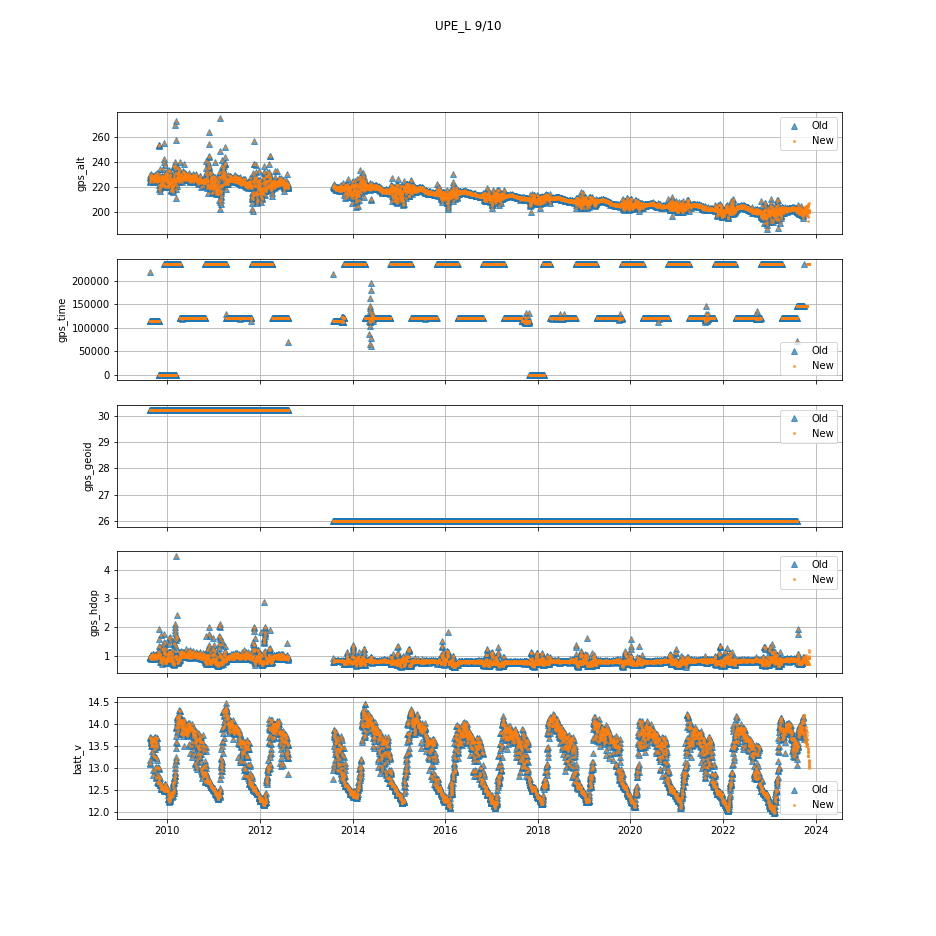 UPE_L 9/10
gps_alt
260
240
220
200
Old
New
gps_time
200000
150000
100000
50000
0
Old
New
gps_geoid
30
29
28
27
26
Old
New
gps_hdop
4
3
2
1
Old
New
batt_v
14.5
14.0
13.5
13.0
12.5
12.0
Old
New
2010 2012 2014 2016 2018 2020 2022 2024